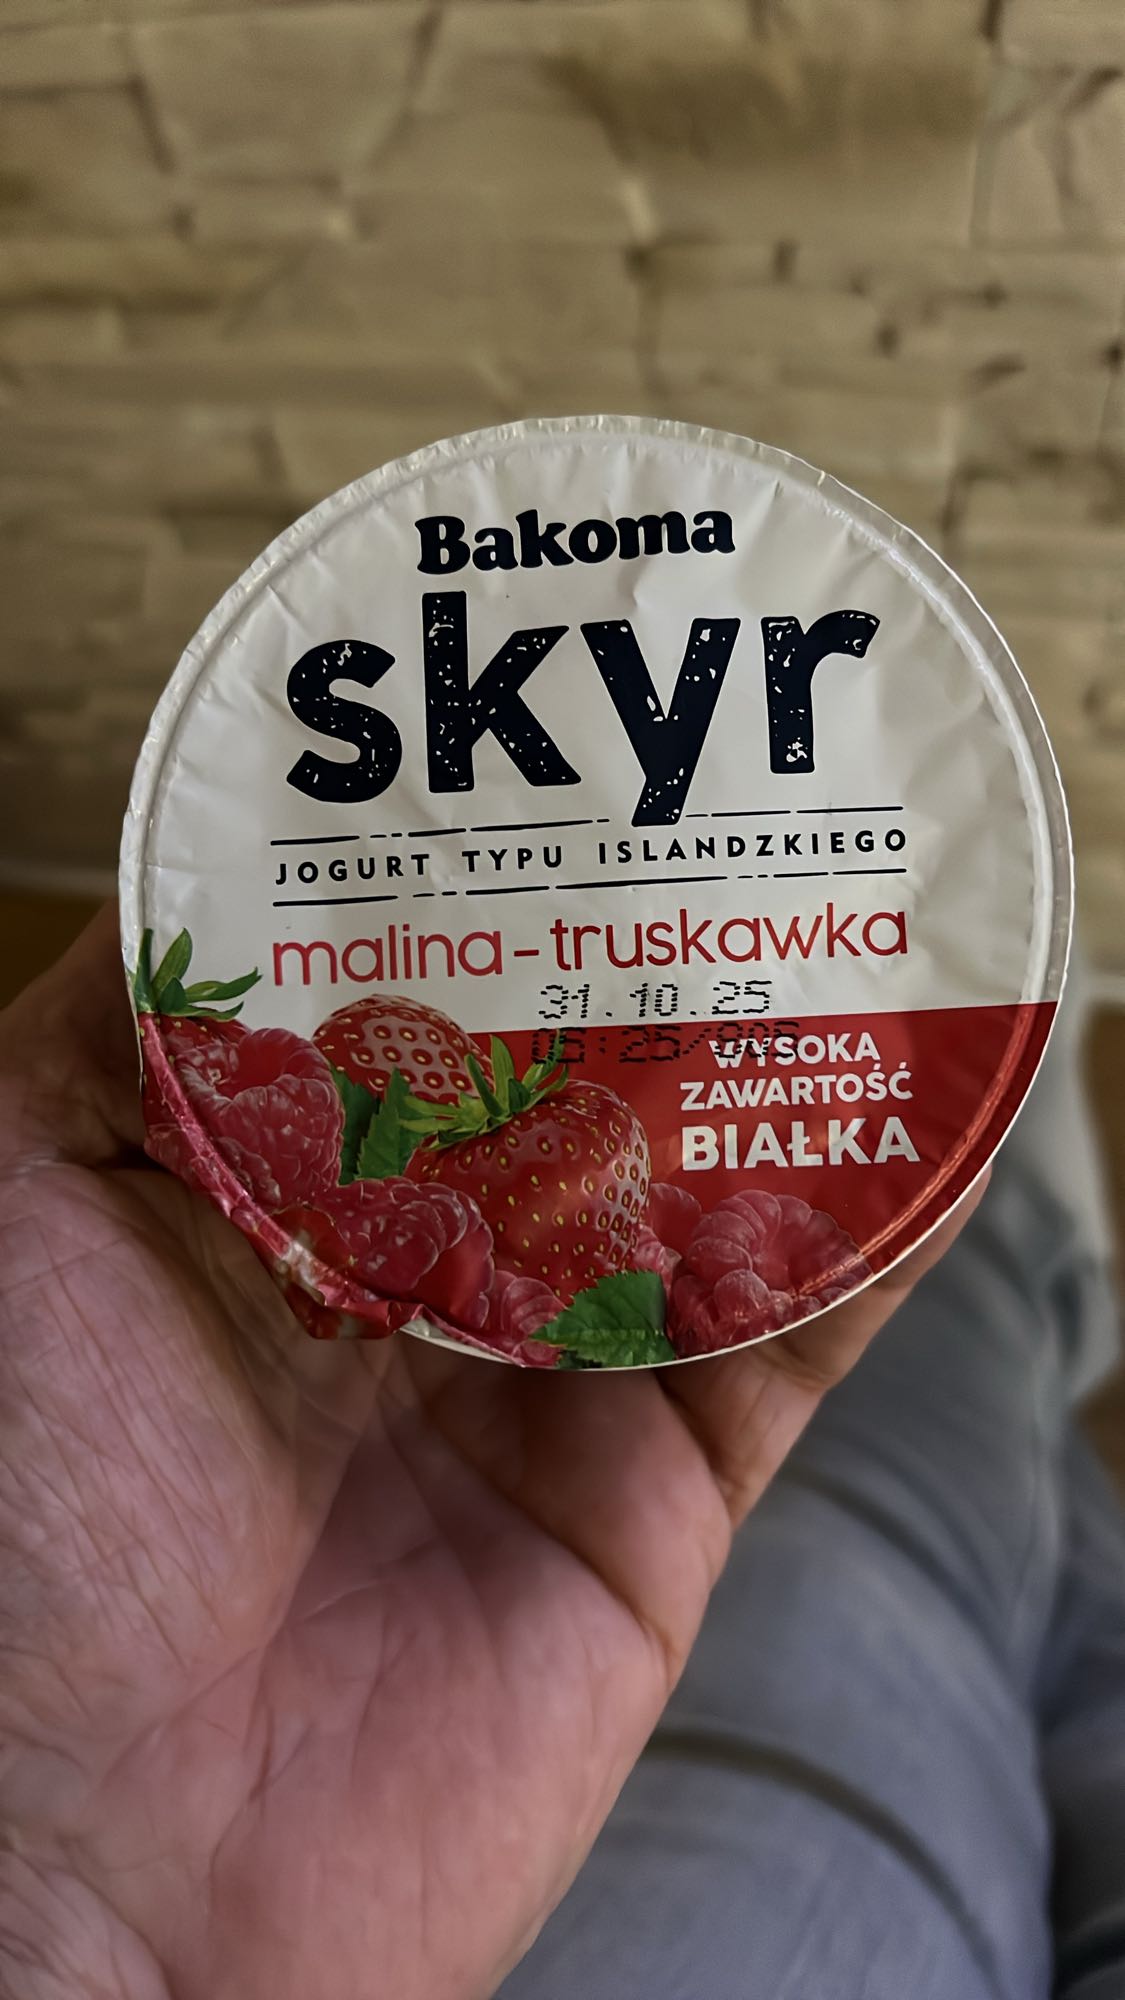 Bakoma
skyr
JOGURT TYPU ISLANDZKIEGO
malina-truskawka
31.10.25
WYSOKA
ZAWARTOŚĆ
BIAŁKA